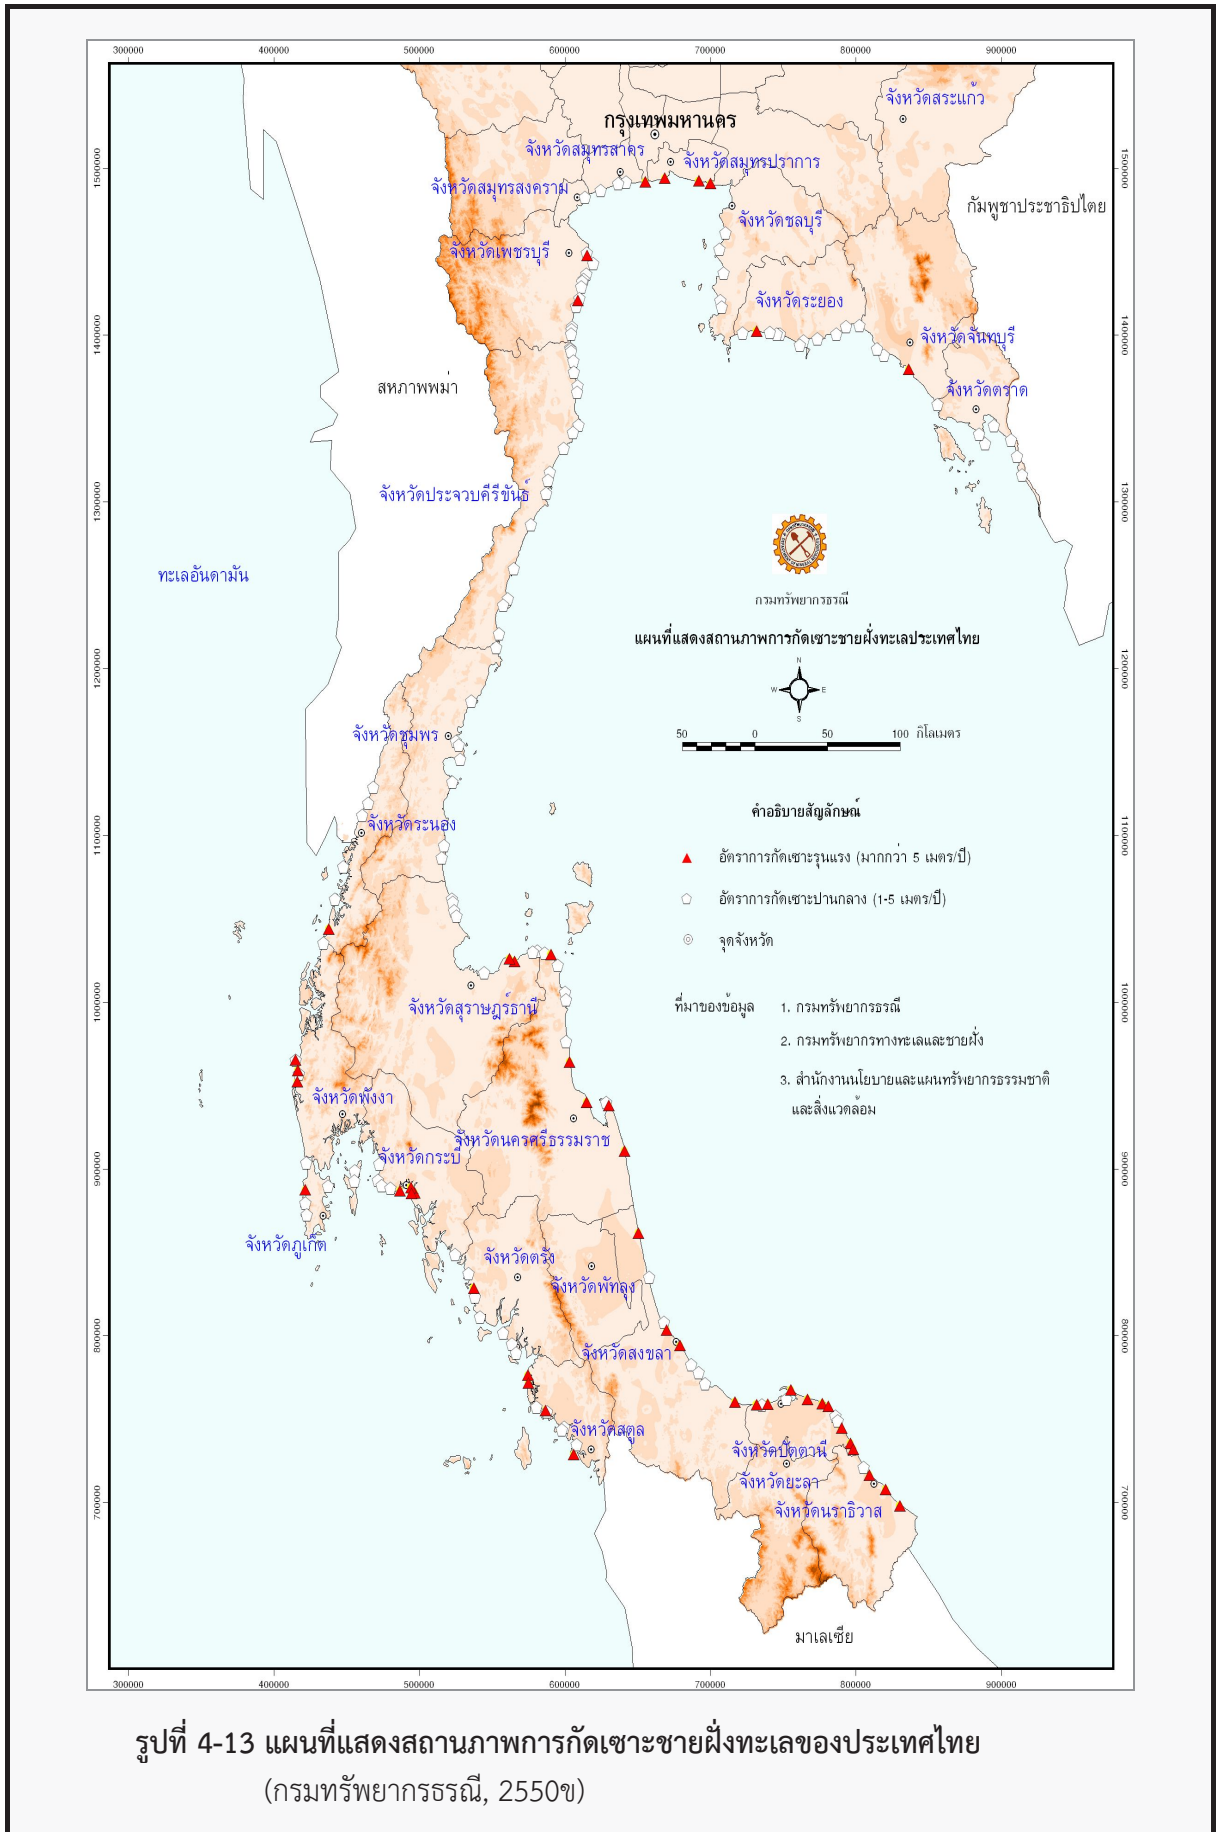 300000 400000 500000 600000 700000 800000 900000
จังหวัดสระแก้ว
กรุงเทพมหานคร
จังหวัดสมุทรสาคร
จังหวัดสมุทรปราการ
1500000 1500000
จังหวัดสมุทรสงคราม
กัมพูชาประชาธิปไตย
จังหวัดชลบุรี
จังหวัดเพชรบุรี
จังหวัดระยอง
1400000 1400000
จังหวัดจันทบุรี
สหภาพพม่า
จังหวัดตราด
จังหวัดประจวบคีรีขันธ์
1300000 1300000
ทะเลอันดามัน
กรมทรัพยากรธรณี
แผนที่แสดงสถานภาพการกัดเซาะชายฝั่งทะเลประเทศไทย
N
W E
S
1200000 1200000
จังหวัดชุมพร
50 0 50 100 กิโลเมตร
คำอธิบายสัญลักษณ์
จังหวัดระนอง
1100000 1100000
อัตราการกัดเซาะรุนแรง (มากกว่า 5 เมตร/ปี)
อัตราการกัดเซาะปานกลาง (1-5 เมตร/ปี)
จุดจังหวัด
จังหวัดสุราษฎร์ธานี
ที่มาของข้อมูล 1. กรมทรัพยากรธรณี
1000000 1000000
2. กรมทรัพยากรทางทะเลและชายฝั่ง
3. สำนักงานนโยบายและแผนทรัพยากรธรรมชาติ
และสิ่งแวดล้อม
จังหวัดพังงา
จังหวัดนครศรีธรรมราช
จังหวัดกระบี่
900000 900000
จังหวัดภูเก็ต
จังหวัดตรัง
จังหวัดพัทลุง
800000 800000
จังหวัดสงขลา
จังหวัดสตูล
จังหวัดปัตตานี
จังหวัดยะลา
จังหวัดนราธิวาส
700000 700000
มาเลเซีย
300000 400000 500000 600000 700000 800000 900000
รูปที่ 4-13 แผนที่แสดงสถานภาพการกัดเซาะชายฝั่งทะเลของประเทศไทย
(กรมทรัพยากรธรณี, 2550ข)